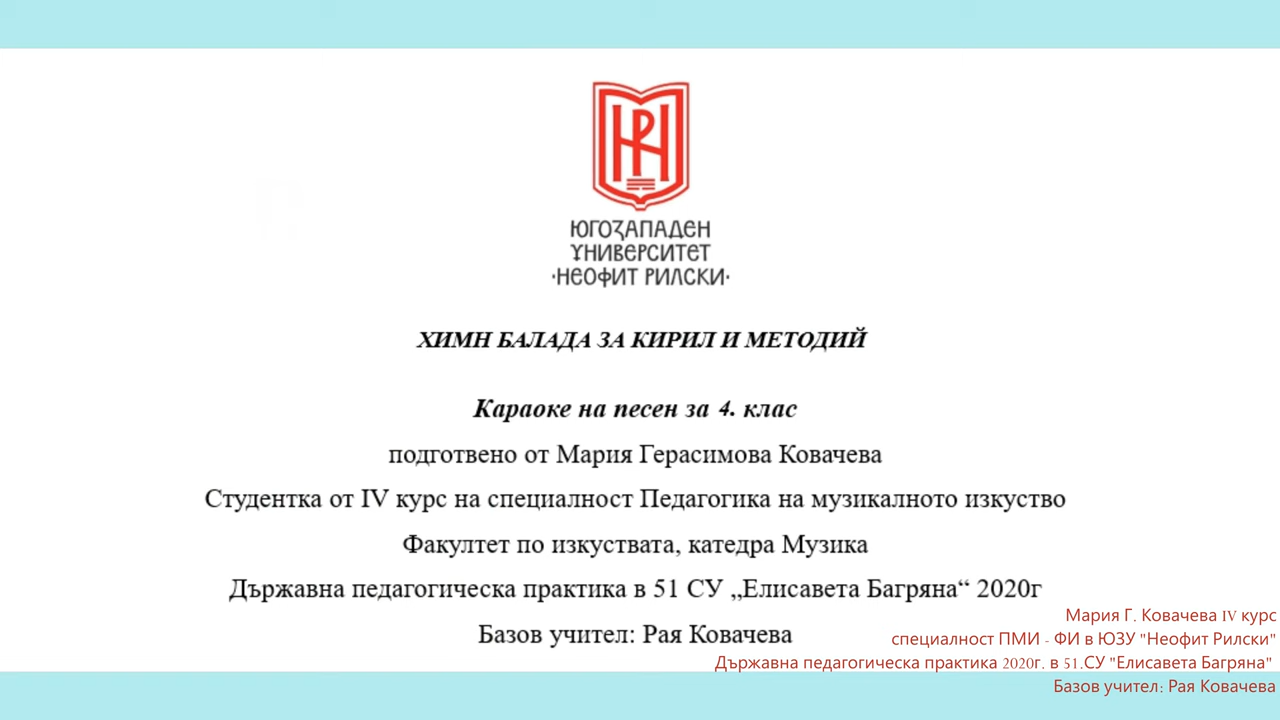 ЮГОЗАПАДЕН
УНИВЕРСИТЕТ
·НЕОФИТ РИЛСКИ·
ХИМН БАЛАДА ЗА КИРИЛ И МЕТОДИЙ
Караоке на песен за 4. клас
подготвено от Мария Герасимова Ковачева
Студентка от IV курс на специалност Педагогика на музикалното изкуство
Факултет по изкуствата, катедра Музика
Държавна педагогическа практика в 51 СУ „Елисавета Багряна“ 2020г
Базов учител: Рая Ковачева
Мария Г. Ковачева IV курс
специалност ПМИ - ФИ в ЮЗУ "Неофит Рилски"
Държавна педагогическа практика 2020г. в 51.СУ "Елисавета Багряна"
Базов учител: Рая Ковачева